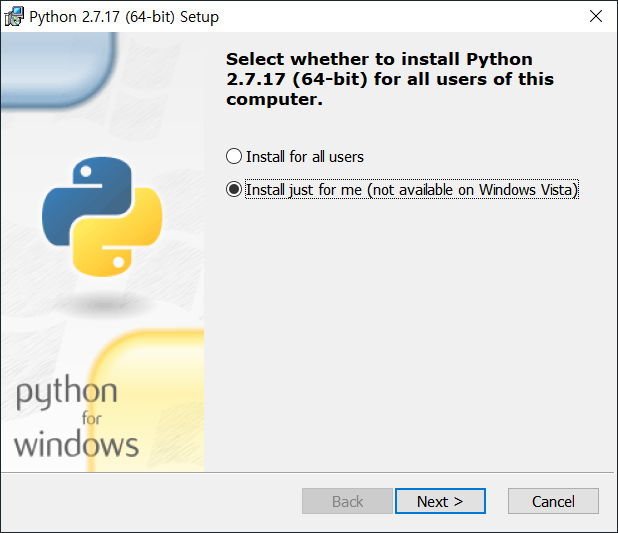 Python 2.7.17 (64-bit) Setup
Select whether to install Python
2.7.17 (64-bit) for all users of this
computer.
Install for all users
Install just for me (not available on Windows Vista)
python
for
windows
Back
Next >
Cancel